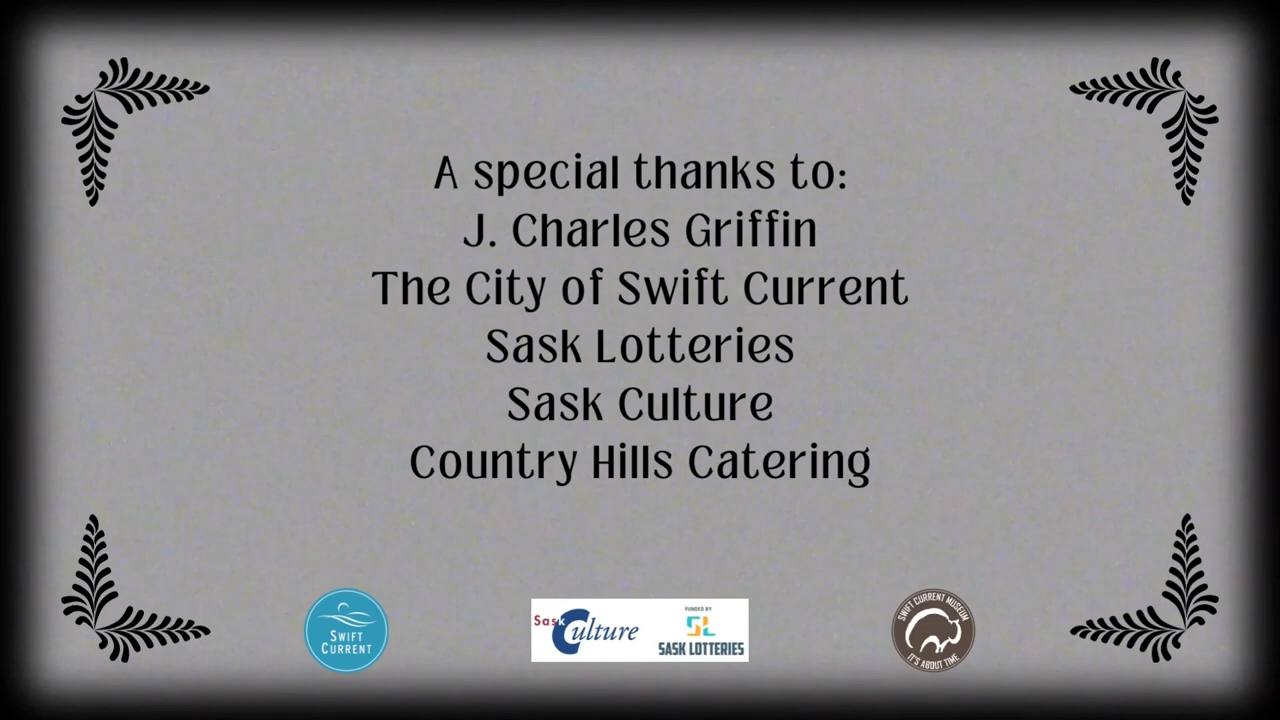 A special thanks to:
J. Charles Griffin
The City of Swift Current
Sask Lotteries
Sask Culture
Country Hills Catering
SWIFT
CURRENT
Sask
Culture
FUNDED BY
SL
SASK LOTTERIES
SWIFT CURRENT MUSEUM
IT'S ABOUT TIME